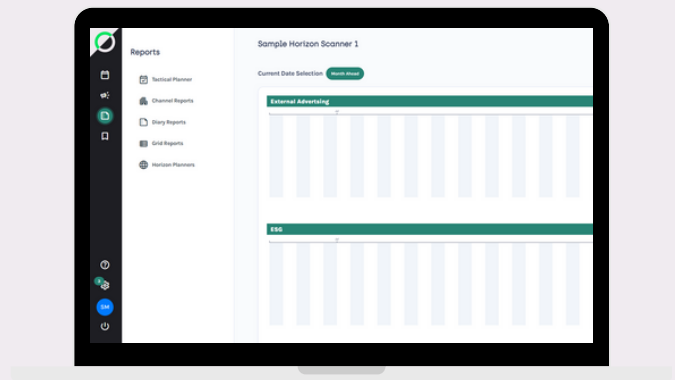 Sample Horizon Scanner 1
Reports
Current Date Selection
Month Ahead
Tactical Planner
Channel Reports
Diary Reports
Grid Reports
Horizon Planners
External Advertsing
ESG
SM